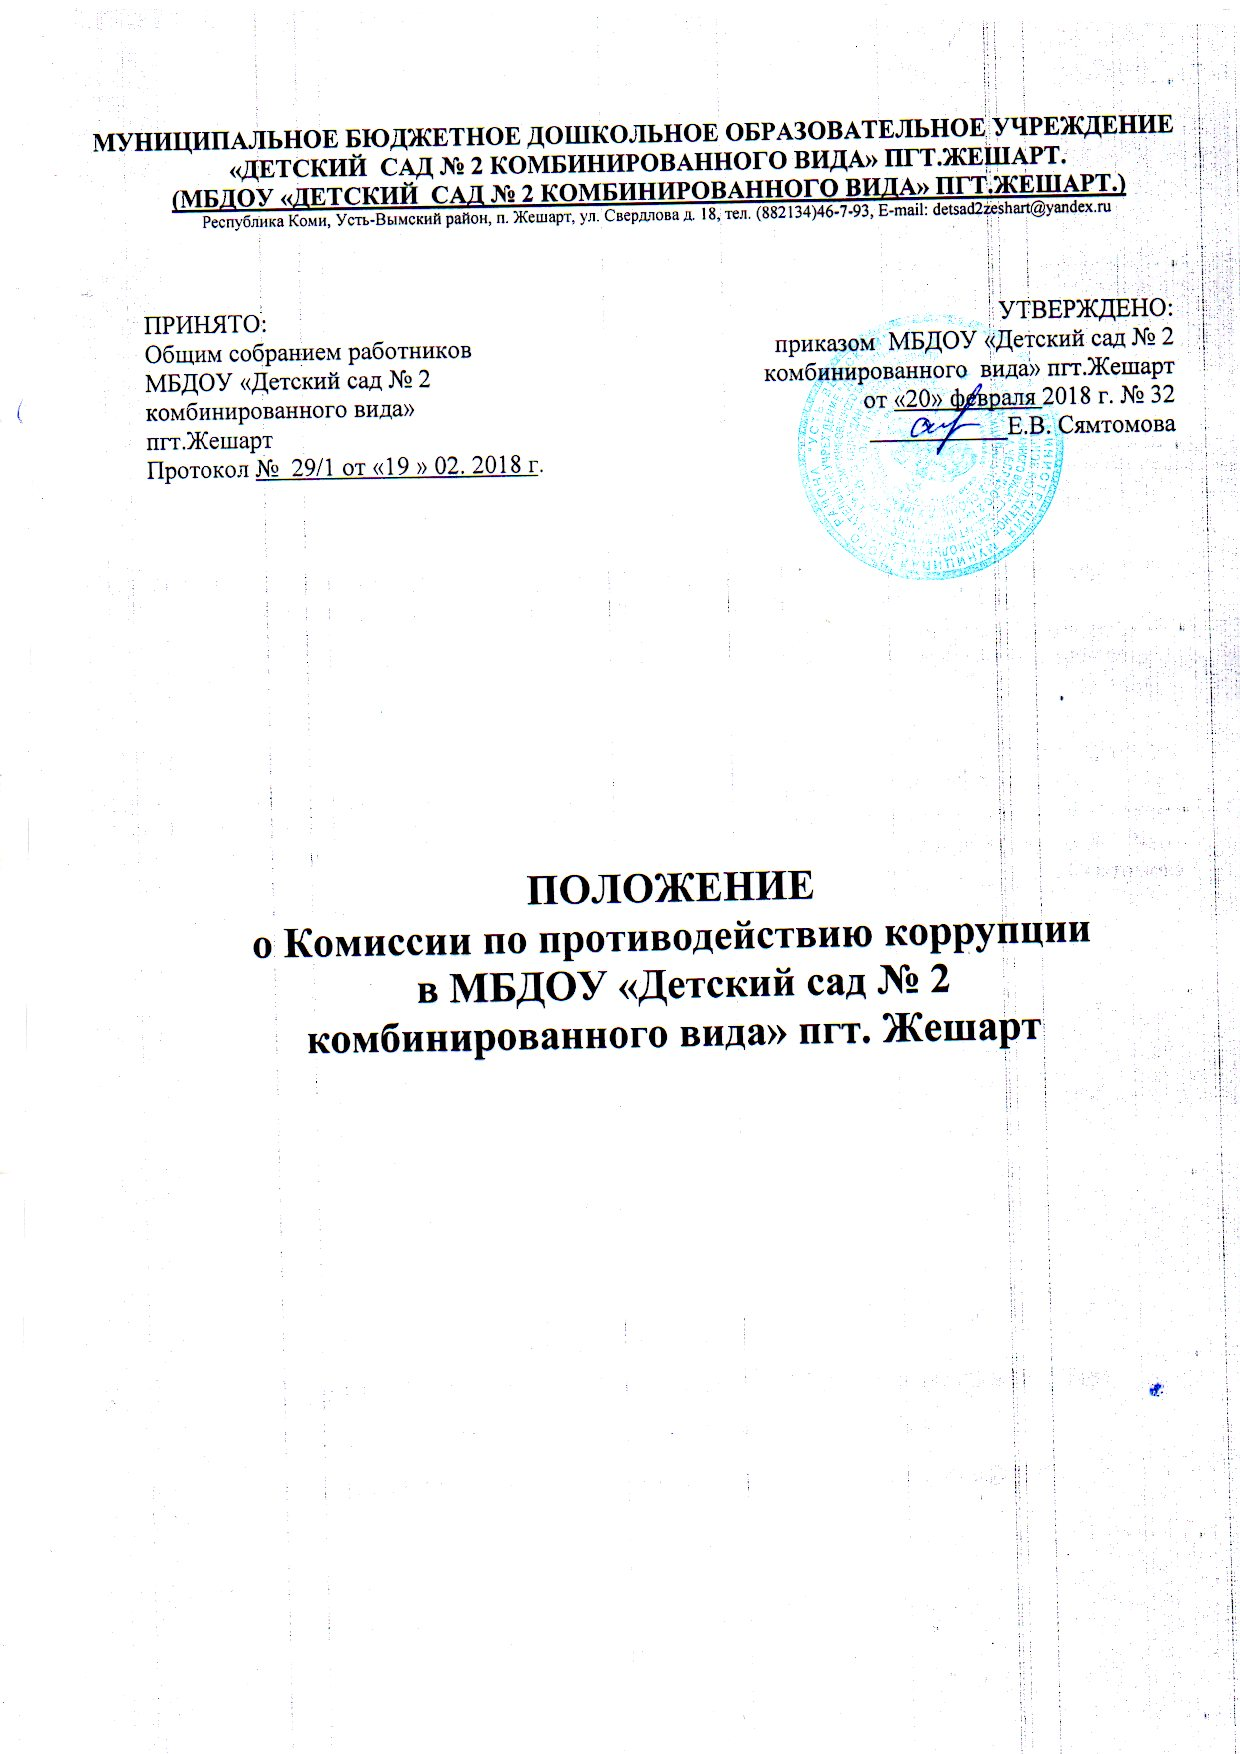 МУНИЦИПАЛЬНОЕ БЮДЖЕТНОЕ ДОШКОЛЬНОЕ ОБРАЗОВАТЕЛЬНОЕ УЧРЕЖДЕНИЕ
«ДЕТСКИЙ САД № 2 КОМБИНИРОВАННОГО ВИДА» ПГТ.ЖЕШАРТ.
(МБДОУ «ДЕТСКИЙ САД № 2 КОМБИНИРОВАННОГО ВИДА» ПГТ.ЖЕШАРТ.)
Республика Коми, Усть-Вымский район, п. Жешарт, ул. Свердлова д. 18, тел. (882134)46-7-93, E-mail: detsad2zeshart@yandex.ru
ПРИНЯТО:
Общим собранием работников
МБДОУ «Детский сад № 2
комбинированного вида»
пгт.Жешарт
Протокол № 29/1 от «19 » 02. 2018 г.
УТВЕРЖДЕНО:
приказом МБДОУ «Детский сад № 2
комбинированного вида» пгт.Жешарт
от «20» февраля 2018 г. № 32
Е.В. Сямтомова
ПОЛОЖЕНИЕ
о Комиссии по противодействию коррупции
в МБДОУ «Детский сад № 2
комбинированного вида» пгт. Жешарт